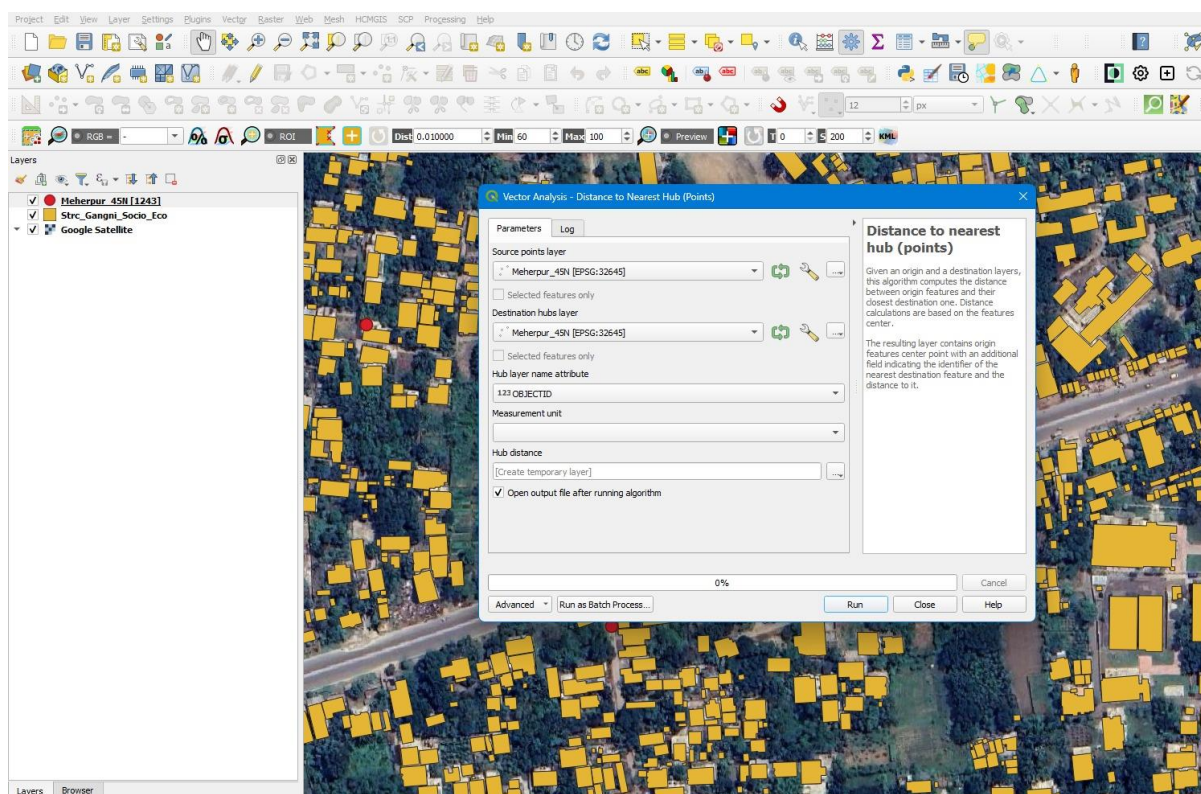 Project Edit View Layer Settings Plugins Vector Raster Web Mesh HCMGIS SCP Processing Help
abc ab abc
12 px
RGB = - ROI Dist 0.010000 Min 60 Max 100 Preview T 0 S 200 KML
Layers
Meherpur_45N [1243]
Strc_Gangni_Socio_Eco
Google Satellite
Vector Analysis - Distance to Nearest Hub (Points)
Parameters Log
Source points layer
Meherpur_45N [EPSG:32645]
Selected features only
Destination hubs layer
Meherpur_45N [EPSG:32645]
Selected features only
Hub layer name attribute
123 OBJECTID
Measurement unit
Hub distance
[Create temporary layer]
Open output file after running algorithm
Distance to nearest
hub (points)
Given an origin and a destination layers,
this algorithm computes the distance
between origin features and their
closest destination one. Distance
calculations are based on the features
center.
The resulting layer contains origin
features center point with an additional
field indicating the identifier of the
nearest destination feature and the
distance to it.
0% Cancel
Advanced Run as Batch Process... Run Close Help
Layers Browser